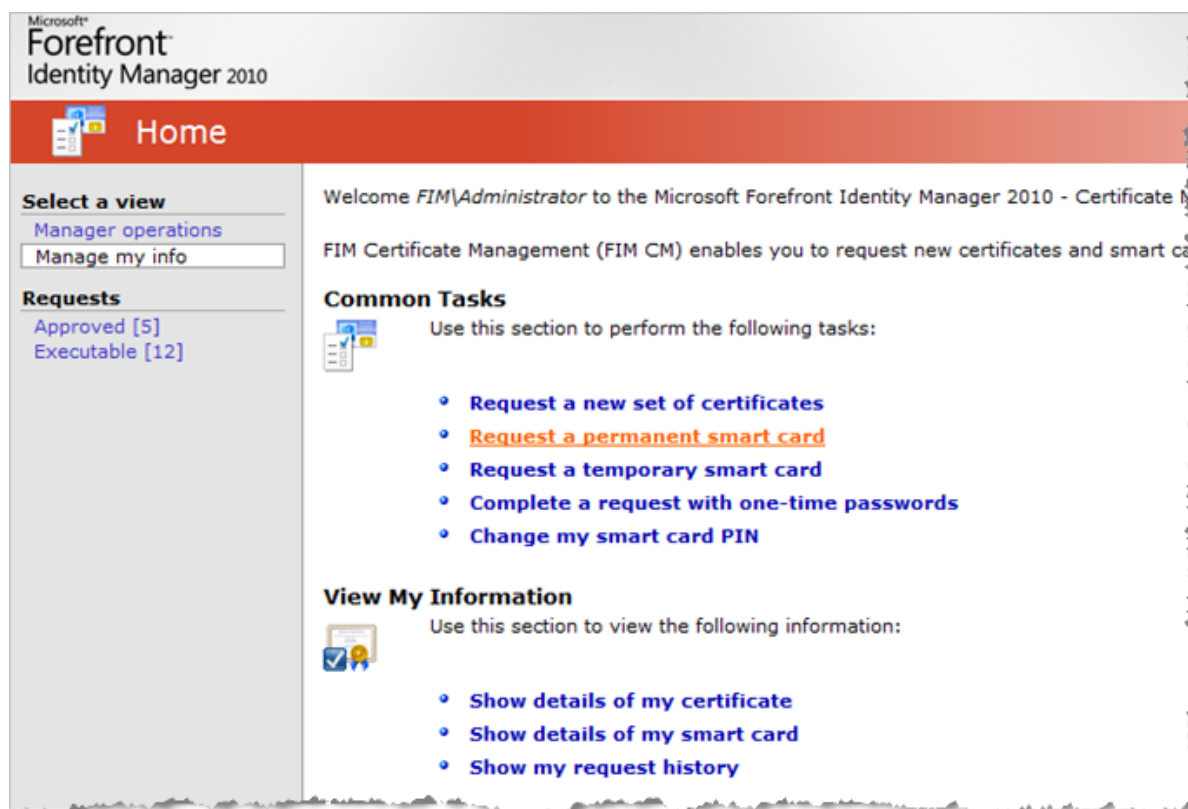 Microsoft®
Forefront™
Identity Manager 2010
Home
Select a view
Manager operations
Manage my info
Requests
Approved [5]
Executable [12]
Welcome FIM\Administrator to the Microsoft Forefront Identity Manager 2010 - Certificate
FIM Certificate Management (FIM CM) enables you to request new certificates and smart
Common Tasks
Use this section to perform the following tasks:
Request a new set of certificates
Request a permanent smart card
Request a temporary smart card
Complete a request with one-time passwords
Change my smart card PIN
View My Information
Use this section to view the following information:
Show details of my certificate
Show details of my smart card
Show my request history